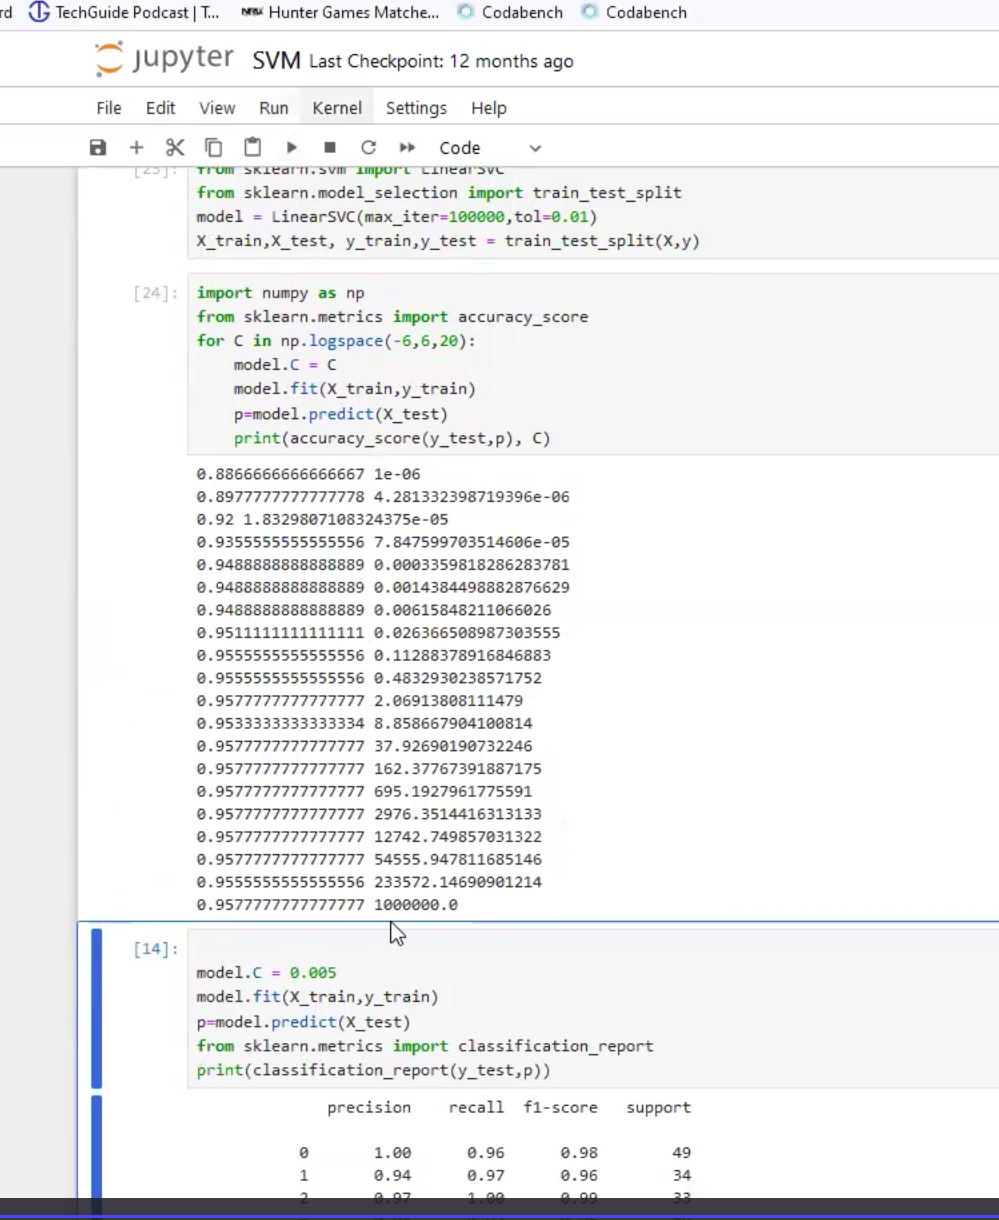 rd TechGuide Podcast | T... Hunter Games Matche... Codabench Codabench
jupyter SVM Last Checkpoint: 12 months ago
File Edit View Run Kernel Settings Help
Code
[23]: from sklearn.svm import LinearSVC
from sklearn.model_selection import train_test_split
model = LinearSVC(max_iter=100000,tol=0.01)
X_train,X_test, y_train,y_test = train_test_split(X,y)
[24]: import numpy as np
from sklearn.metrics import accuracy_score
for C in np.logspace(-6,6,20):
    model.C = C
    model.fit(X_train,y_train)
    p=model.predict(X_test)
    print(accuracy_score(y_test,p), C)
0.8866666666666667 1e-06
0.8977777777777778 4.281332398719396e-06
0.92 1.8329807108324375e-05
0.9355555555555556 7.847599703514606e-05
0.9488888888888889 0.0003359818286283781
0.9488888888888889 0.0014384498882876629
0.9488888888888889 0.00615848211066026
0.9511111111111111 0.026366508987303555
0.9555555555555556 0.11288378916846883
0.9555555555555556 0.4832930238571752
0.9577777777777777 2.06913808111479
0.9533333333333334 8.858667904100814
0.9577777777777777 37.92690190732246
0.9577777777777777 162.37767391887175
0.9577777777777777 695.1927961775591
0.9577777777777777 2976.3514416313133
0.9577777777777777 12742.749857031322
0.9577777777777777 54555.947811685146
0.9555555555555556 233572.14690901214
0.9577777777777777 1000000.0
[14]:
model.C = 0.005
model.fit(X_train,y_train)
p=model.predict(X_test)
from sklearn.metrics import classification_report
print(classification_report(y_test,p))
precision recall f1-score support
0 1.00 0.96 0.98 49
1 0.94 0.97 0.96 34
2 0.97 1.00 0.99 33